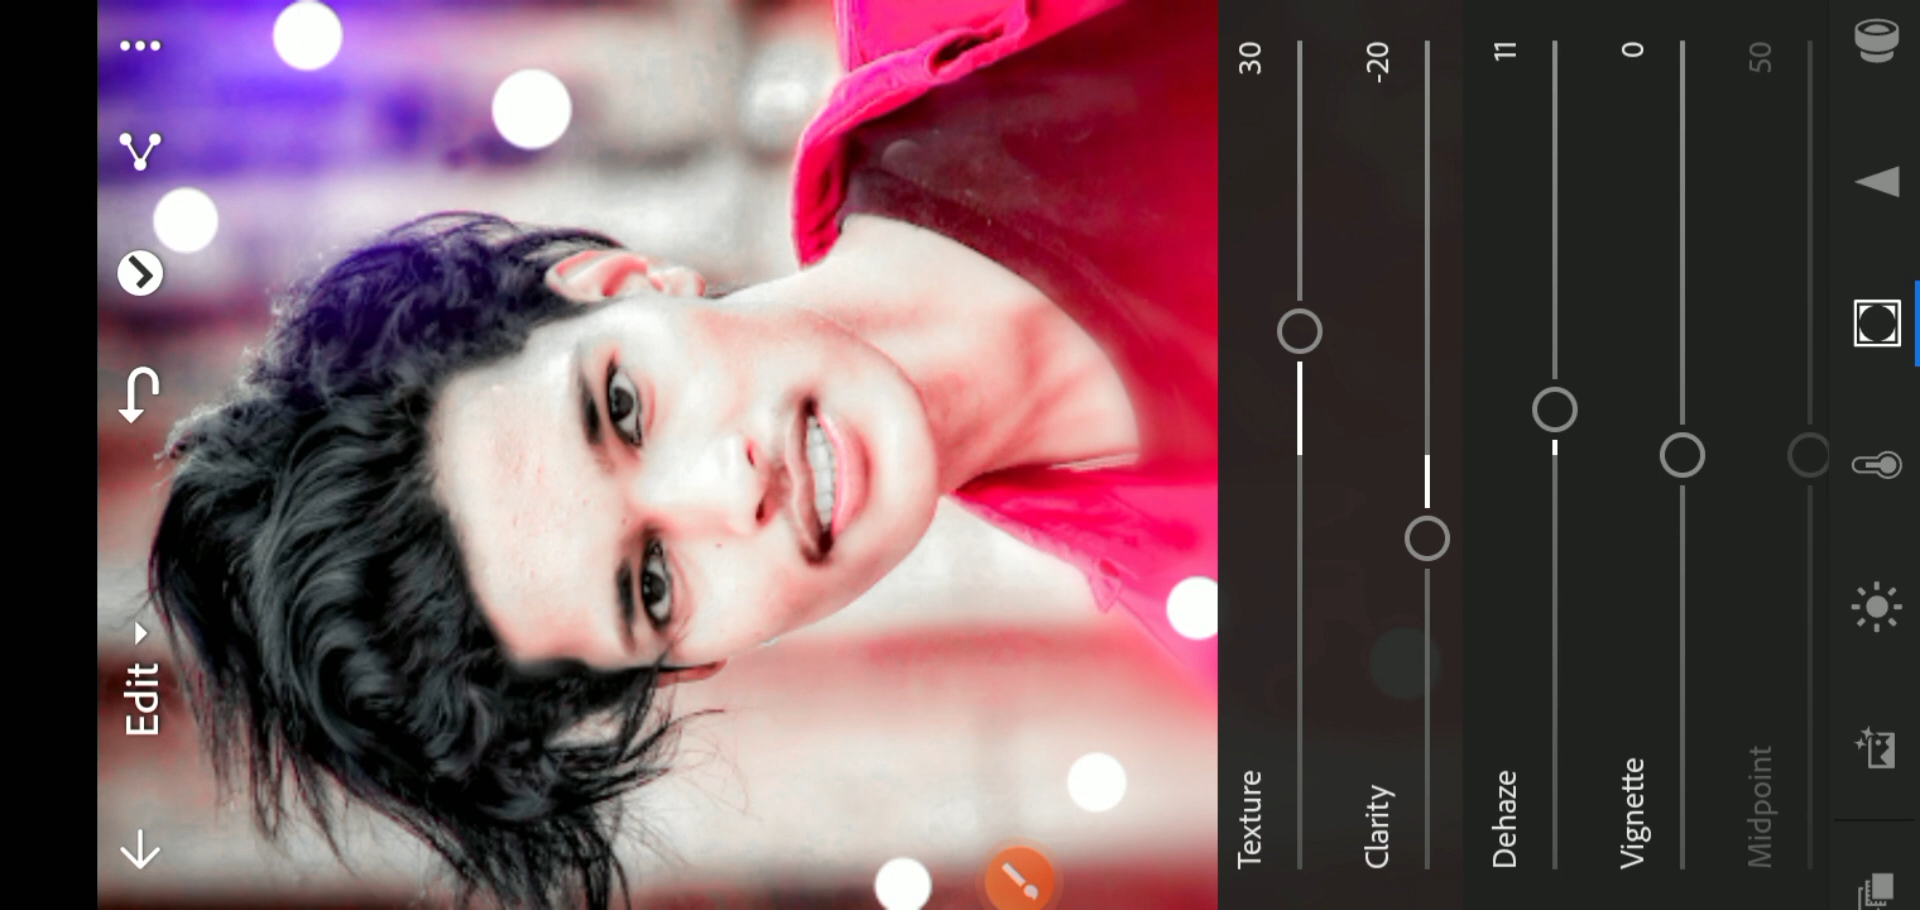 Edit
Texture 30
Clarity -20
Dehaze 11
Vignette 0
Midpoint 50